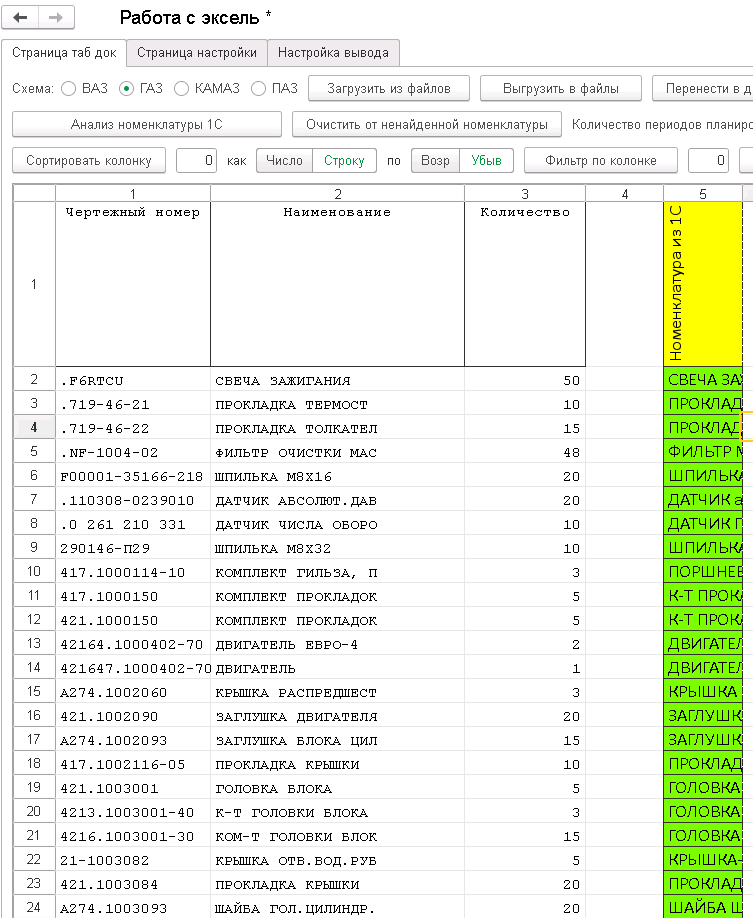 Работа с эксель *
Страница таб док Страница настройки Настройка вывода
Схема: ВАЗ ГАЗ КАМАЗ ПАЗ Загрузить из файлов Выгрузить в файлы Перенести в д
Анализ номенклатуры 1С Очистить от ненайденной номенклатуры Количество периодов планиро
Сортировать колонку 0 как Число Строку по Возр Убыв Фильтр по колонке 0
1 2 3 4 5
1 Чертежный номер Наименование Количество Номенклатура из 1С
2 .F6RTCU СВЕЧА ЗАЖИГАНИЯ 50 СВЕЧА ЗА
3 .719-46-21 ПРОКЛАДКА ТЕРМОСТ 10 ПРОКЛАД
4 .719-46-22 ПРОКЛАДКА ТОЛКАТЕЛ 15 ПРОКЛАД
5 .NF-1004-02 ФИЛЬТР ОЧИСТКИ МАС 48 ФИЛЬТР М
6 F00001-35166-218 ШПИЛЬКА М8Х16 20 ШПИЛЬКА
7 .110308-0239010 ДАТЧИК АБСОЛЮТ.ДАВ 20 ДАТЧИК а
8 .0 261 210 331 ДАТЧИК ЧИСЛА ОБОРО 10 ДАТЧИК П
9 290146-П29 ШПИЛЬКА М8Х32 10 ШПИЛЬКА
10 417.1000114-10 КОМПЛЕКТ ГИЛЬЗА, П 3 ПОРШНЕВ
11 417.1000150 КОМПЛЕКТ ПРОКЛАДОК 5 К-Т ПРОКЛ
12 421.1000150 КОМПЛЕКТ ПРОКЛАДОК 5 К-Т ПРОКЛ
13 42164.1000402-70 ДВИГАТЕЛЬ ЕВРО-4 2 ДВИГАТЕЛ
14 421647.1000402-70 ДВИГАТЕЛЬ 1 ДВИГАТЕЛ
15 А274.1002060 КРЫШКА РАСПРЕДШЕСТ 3 КРЫШКА
16 421.1002090 ЗАГЛУШКА ДВИГАТЕЛЯ 20 ЗАГЛУШК
17 А274.1002093 ЗАГЛУШКА БЛОКА ЦИЛ 15 ЗАГЛУШК
18 417.1002116-05 ПРОКЛАДКА КРЫШКИ 10 ПРОКЛАД
19 421.1003001 ГОЛОВКА БЛОКА 5 ГОЛОВКА
20 4213.1003001-40 К-Т ГОЛОВКИ БЛОКА 3 ГОЛОВКА
21 4216.1003001-30 КОМ-Т ГОЛОВКИ БЛОК 15 ГОЛОВКА
22 21-1003082 КРЫШКА ОТВ.ВОД.РУБ 5 КРЫШКА-
23 421.1003084 ПРОКЛАДКА КРЫШКИ 20 ПРОКЛАД
24 А274.1003093 ШАЙБА ГОЛ.ЦИЛИНДР. 20 ШАЙБА Ш